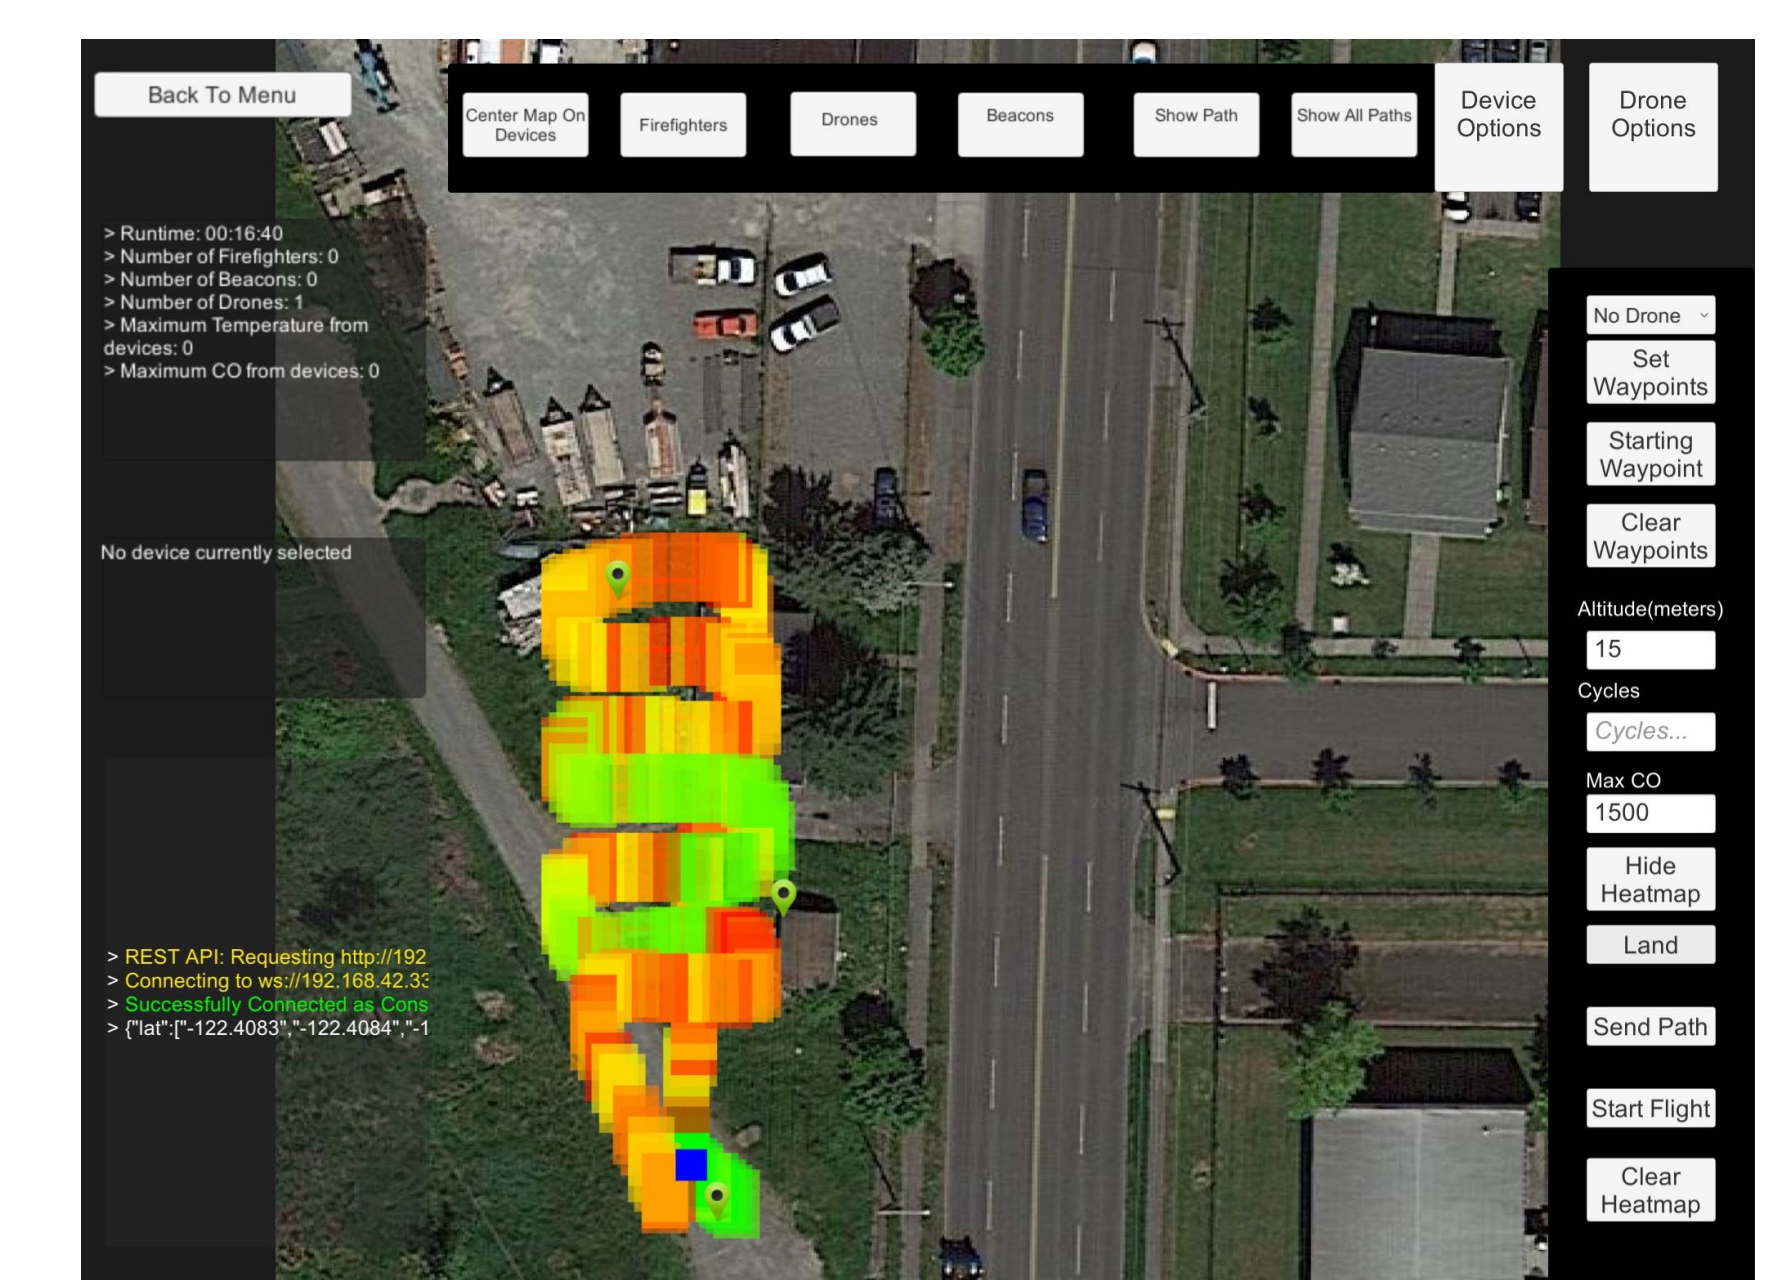 Back To Menu
Center Map On
Devices
Firefighters
Drones
Beacons
Show Path
Show All Paths
Device
Options
Drone
Options
> Runtime: 00:16:40
> Number of Firefighters: 0
> Number of Beacons: 0
> Number of Drones: 1
> Maximum Temperature from
devices: 0
> Maximum CO from devices: 0
No device currently selected
> REST API: Requesting http://192
> Connecting to ws://192.168.42.33
> Successfully Connected as Cons
> {"lat":["-122.4083","-122.4084","-1
No Drone
Set
Waypoints
Starting
Waypoint
Clear
Waypoints
Altitude(meters)
15
Cycles
Cycles...
Max CO
1500
Hide
Heatmap
Land
Send Path
Start Flight
Clear
Heatmap